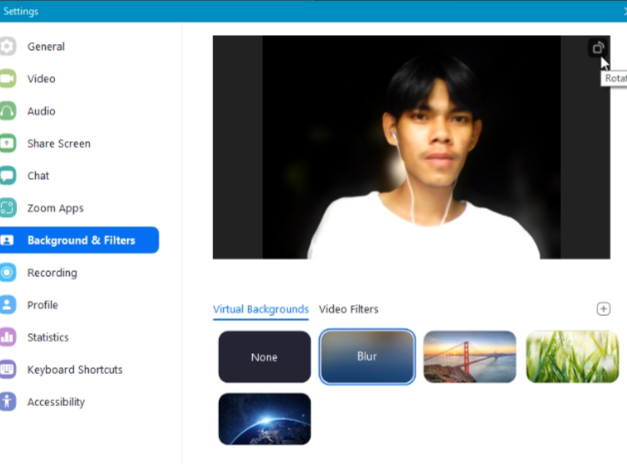 Settings
General
Video
Audio
Share Screen
Chat
Zoom Apps
Background & Filters
Recording
Profile
Statistics
Keyboard Shortcuts
Accessibility
Rotat
Virtual Backgrounds Video Filters
None
Blur